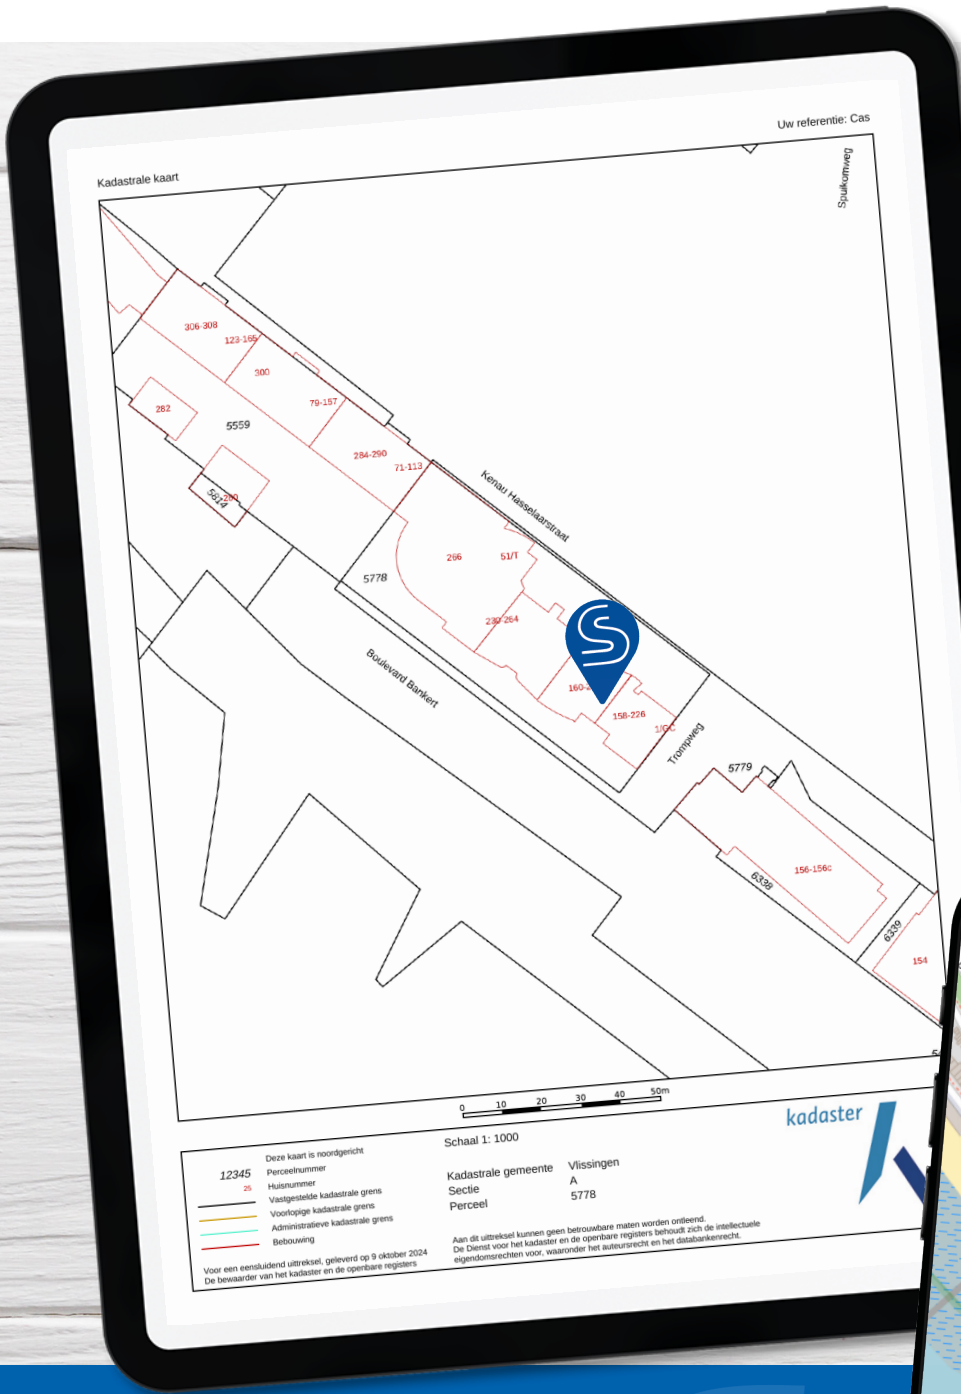 Uw referentie: Cas
Kadastrale kaart
Spuikomweg
306-308
123-165
300
79-157
282
5559
284-290
71-113
5814
280
Kenau Hasselaarstraat
266
51/T
5778
230-264
Boulevard Bankert
160-2
158-226
1/GC
Trompweg
5779
156-156c
6338
6339
154
0 10 20 30 40 50m
Schaal 1: 1000
kadaster
Deze kaart is noordgericht
12345 Perceelnummer
25 Huisnummer
Vastgestelde kadastrale grens
Voorlopige kadastrale grens
Administratieve kadastrale grens
Bebouwing
Kadastrale gemeente Vlissingen
Sectie A
Perceel 5778
Voor een eensluidend uittreksel, geleverd op 9 oktober 2024
De bewaarder van het kadaster en de openbare registers
Aan dit uittreksel kunnen geen betrouwbare maten worden ontleend.
De Dienst voor het kadaster en de openbare registers behoudt zich de intellectuele
eigendomsrechten voor, waaronder het auteursrecht en het databankenrecht.